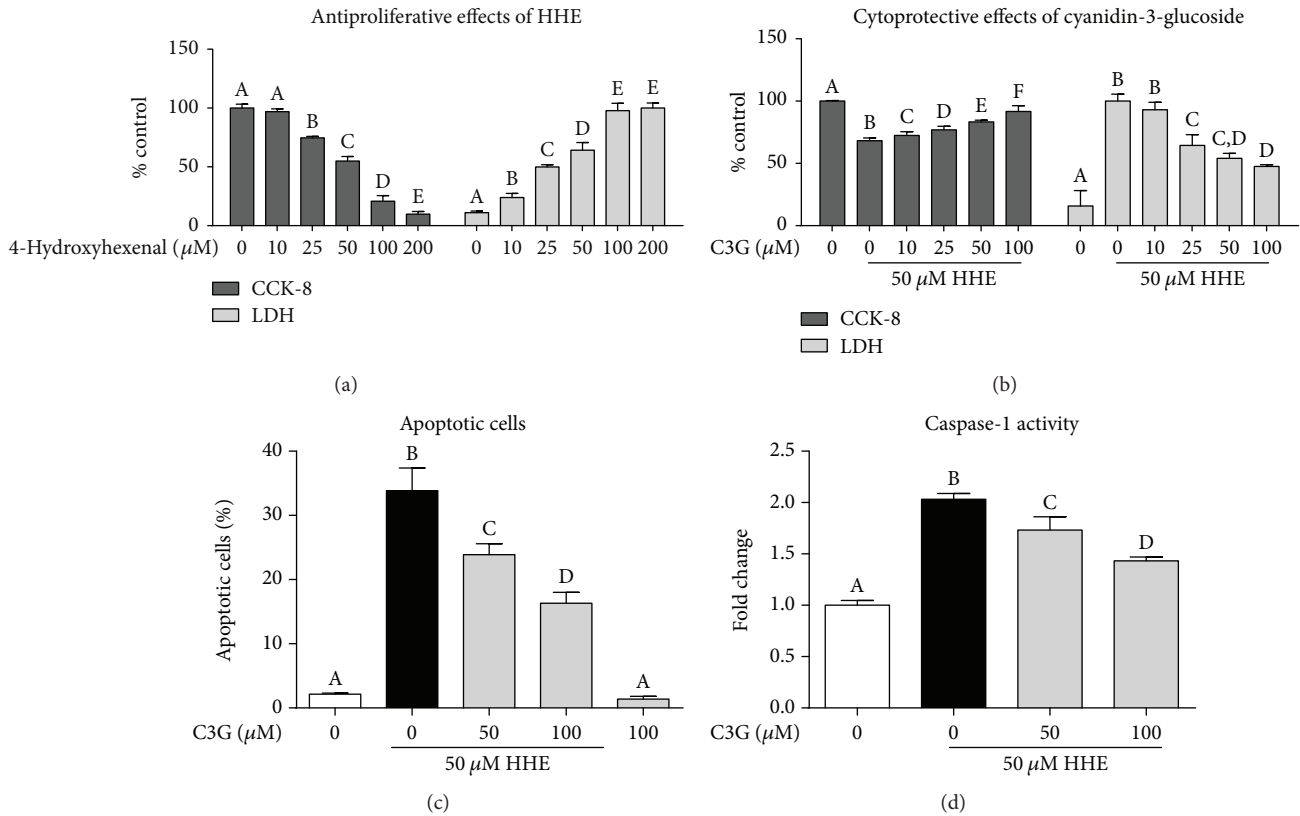 Antiproliferative effects of HHE
% control
150
100
50
0
A A B C D E A B C D E E
0 10 25 50 100 200 0 10 25 50 100 200
4-Hydroxyhexenal (μM)
CCK-8
LDH
(a)
Cytoprotective effects of cyanidin-3-glucoside
% control
150
100
50
0
A B C D E F A B B C C,D D
C3G (μM) 0 0 10 25 50 100 0 0 10 25 50 100
50 μM HHE 50 μM HHE
CCK-8
LDH
(b)
Apoptotic cells
Apoptotic cells (%)
40
30
20
10
0
A B C D A
C3G (μM) 0 0 50 100 100
50 μM HHE
(c)
Caspase-1 activity
Fold change
2.5
2.0
1.5
1.0
0.5
0.0
A B C D
C3G (μM) 0 0 50 100
50 μM HHE
(d)